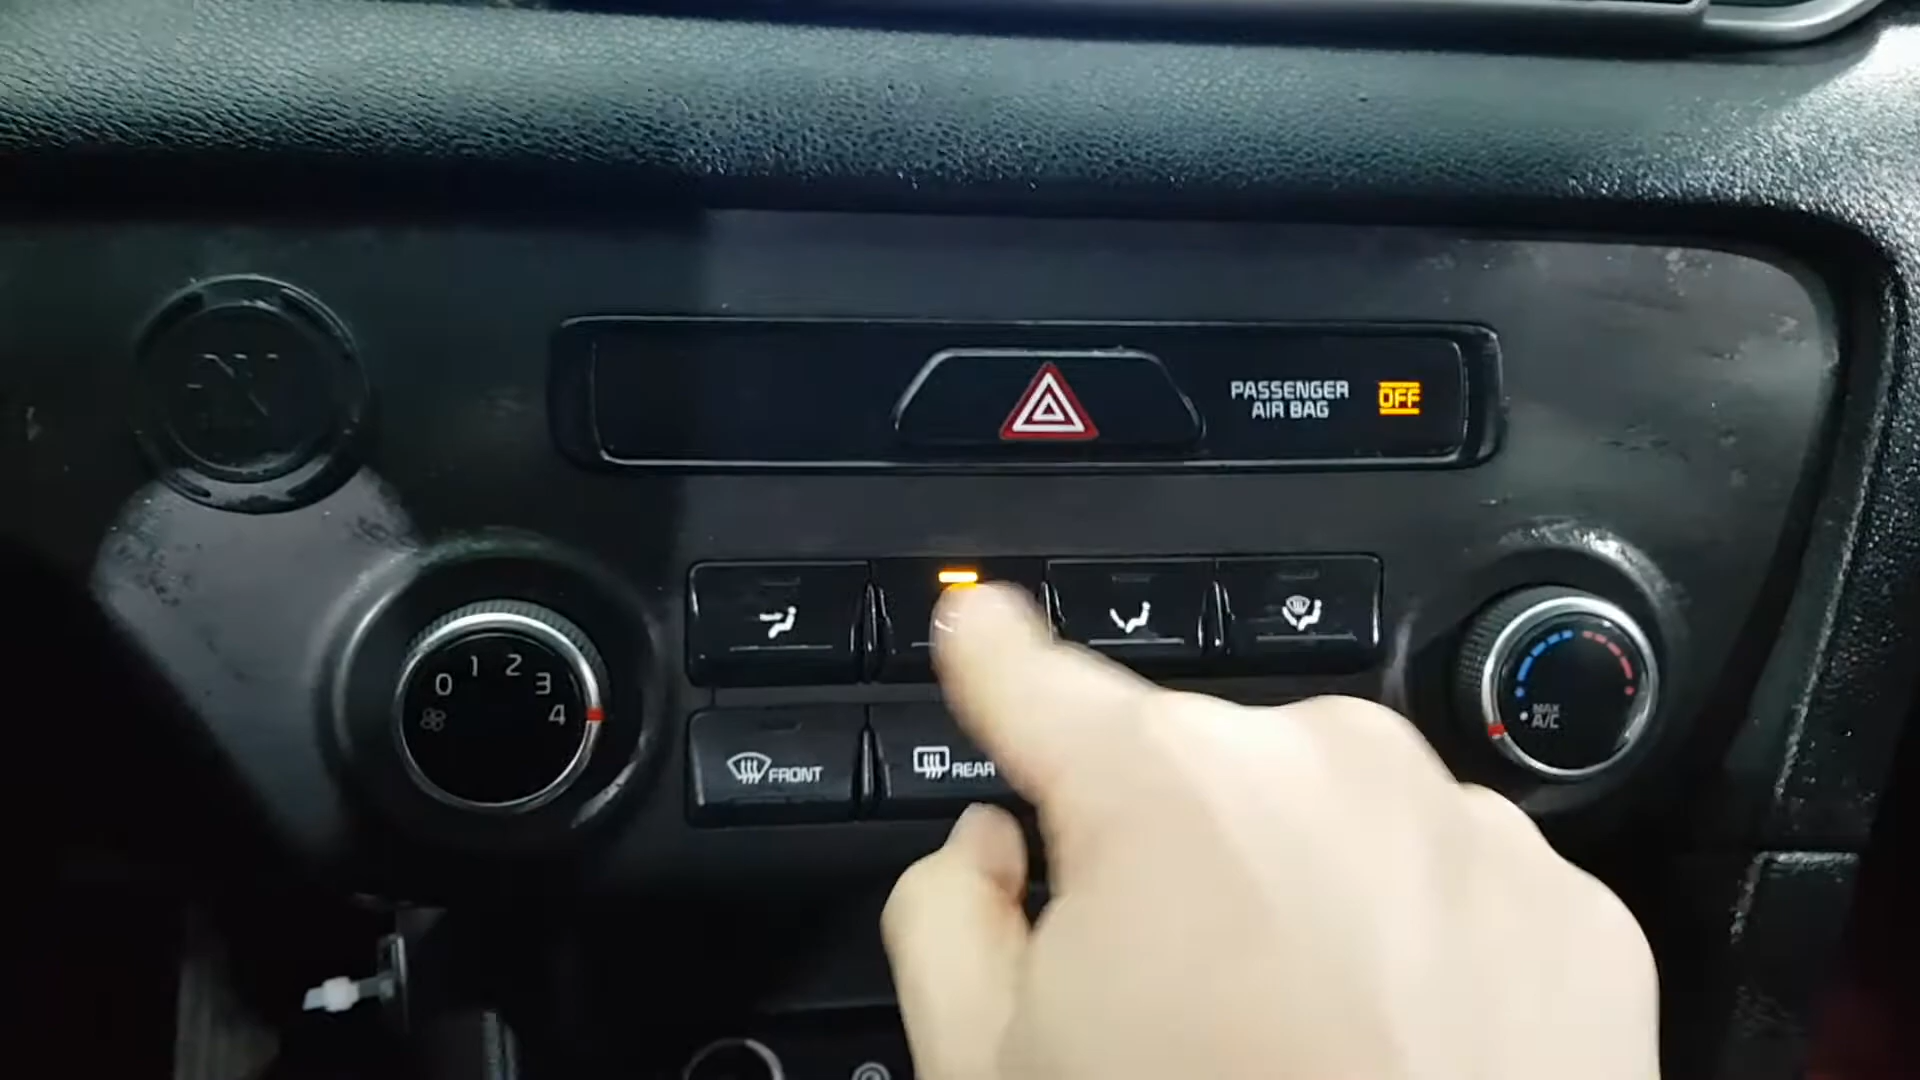 PASSENGER
AIR BAG
OFF
0 1 2 3 4
MAX
A/C
FRONT
REAR